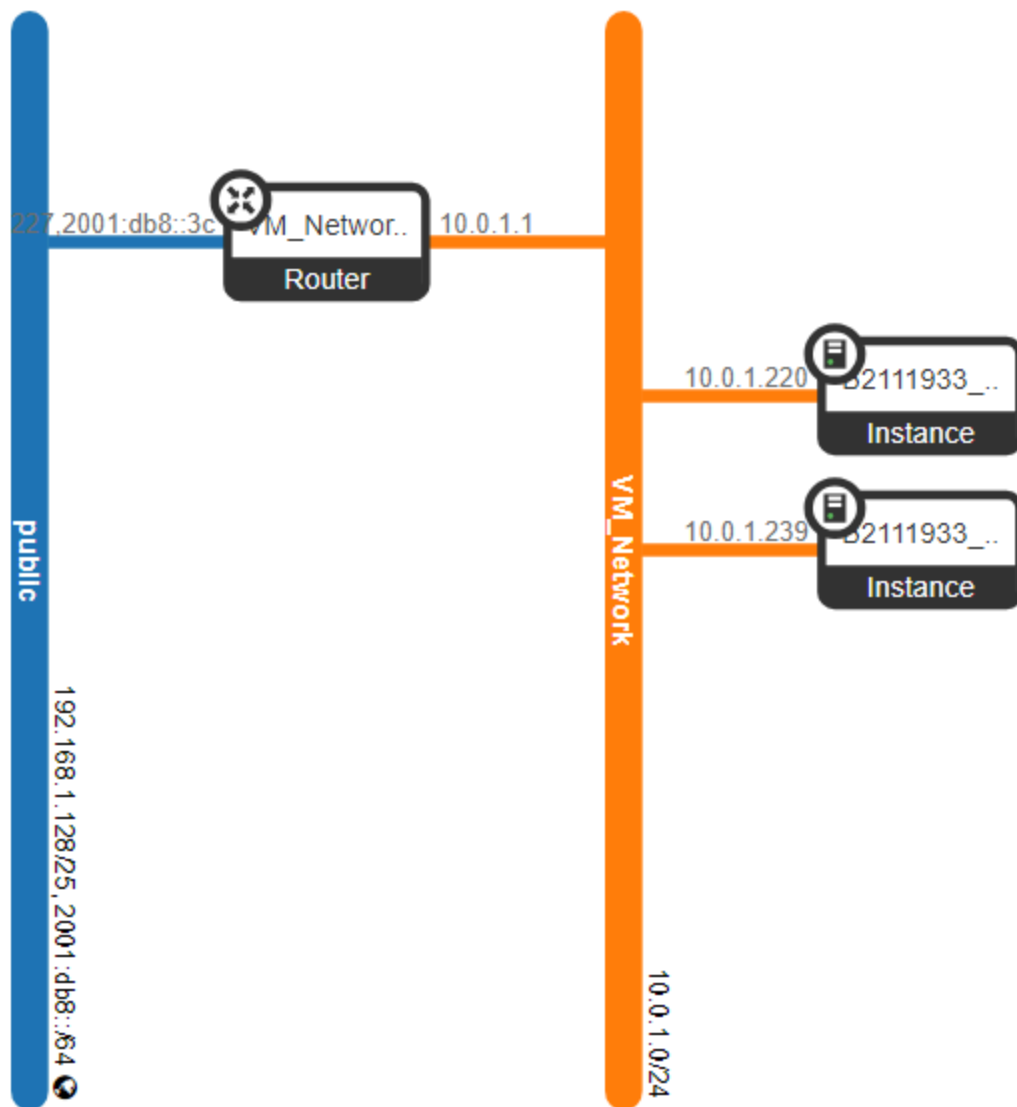 227,2001:db8::3c
VM_Networ..
10.0.1.1
Router
10.0.1.220
B2111933_..
Instance
10.0.1.239
B2111933_..
Instance
public
VM_Network
192.168.1.128/25, 2001:db8::/64
10.0.1.0/24